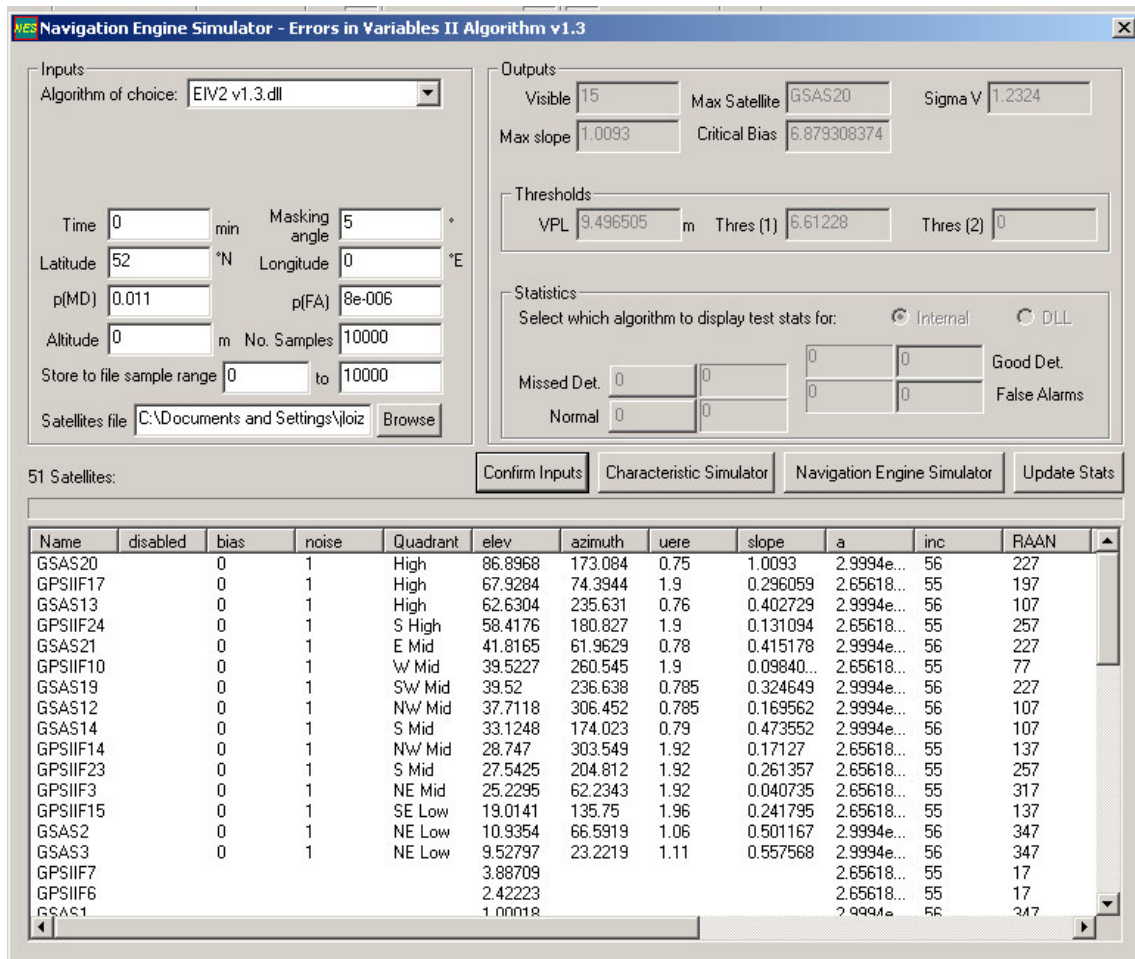 NES Navigation Engine Simulator - Errors in Variables II Algorithm v1.3
Inputs
Algorithm of choice: EIV2 v1.3.dll
Time 0 min Masking angle 5 °
Latitude 52 °N Longitude 0 °E
p(MD) 0.011 p(FA) 8e-006
Altitude 0 m No. Samples 10000
Store to file sample range 0 to 10000
Satellites file C:\Documents and Settings\jloiz Browse
Outputs
Visible 15 Max Satellite GSAS20 Sigma V 1.2324
Max slope 1.0093 Critical Bias 6.879308374
Thresholds
VPL 9.496505 m Thres (1) 6.61228 Thres (2) 0
Statistics
Select which algorithm to display test stats for: Internal DLL
Missed Det. 0 0 0 0 Good Det.
Normal 0 0 0 0 False Alarms
51 Satellites:
Confirm Inputs Characteristic Simulator Navigation Engine Simulator Update Stats
Name disabled bias noise Quadrant elev azimuth uere slope a inc RAAN
GSAS20 0 1 High 86.8968 173.084 0.75 1.0093 2.9994e... 56 227
GPSIIF17 0 1 High 67.9284 74.3944 1.9 0.296059 2.65618... 55 197
GSAS13 0 1 High 62.6304 235.631 0.76 0.402729 2.9994e... 56 107
GPSIIF24 0 1 S High 58.4176 180.827 1.9 0.131094 2.65618... 55 257
GSAS21 0 1 E Mid 41.8165 61.9629 0.78 0.415178 2.9994e... 56 227
GPSIIF10 0 1 W Mid 39.5227 260.545 1.9 0.09840... 2.65618... 55 77
GSAS19 0 1 SW Mid 39.52 236.638 0.785 0.324649 2.9994e... 56 227
GSAS12 0 1 NW Mid 37.7118 306.452 0.785 0.169562 2.9994e... 56 107
GSAS14 0 1 S Mid 33.1248 174.023 0.79 0.473552 2.9994e... 56 107
GPSIIF14 0 1 NW Mid 28.747 303.549 1.92 0.17127 2.65618... 55 137
GPSIIF23 0 1 S Mid 27.5425 204.812 1.92 0.261357 2.65618... 55 257
GPSIIF3 0 1 NE Mid 25.2295 62.2343 1.92 0.040735 2.65618... 55 317
GPSIIF15 0 1 SE Low 19.0141 135.75 1.96 0.241795 2.65618... 55 137
GSAS2 0 1 NE Low 10.9354 66.5919 1.06 0.501167 2.9994e... 56 347
GSAS3 0 1 NE Low 9.52797 23.2219 1.11 0.557568 2.9994e... 56 347
GPSIIF7 3.88709 2.65618... 55 17
GPSIIF6 2.42223 2.65618... 55 17
GSAS1 1.00018 2.9994e... 56 347